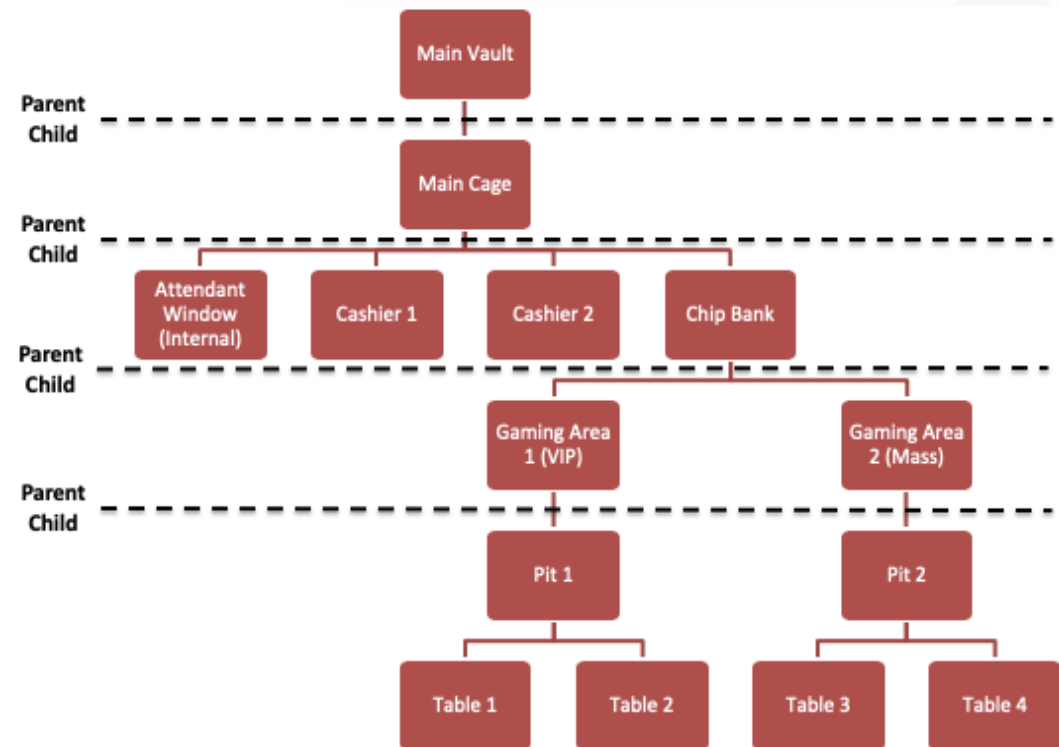 Main Vault
Parent
Child
Main Cage
Parent
Child
Attendant
Window
(Internal)
Cashier 1
Cashier 2
Chip Bank
Parent
Child
Gaming Area
1 (VIP)
Gaming Area
2 (Mass)
Parent
Child
Pit 1
Pit 2
Table 1
Table 2
Table 3
Table 4